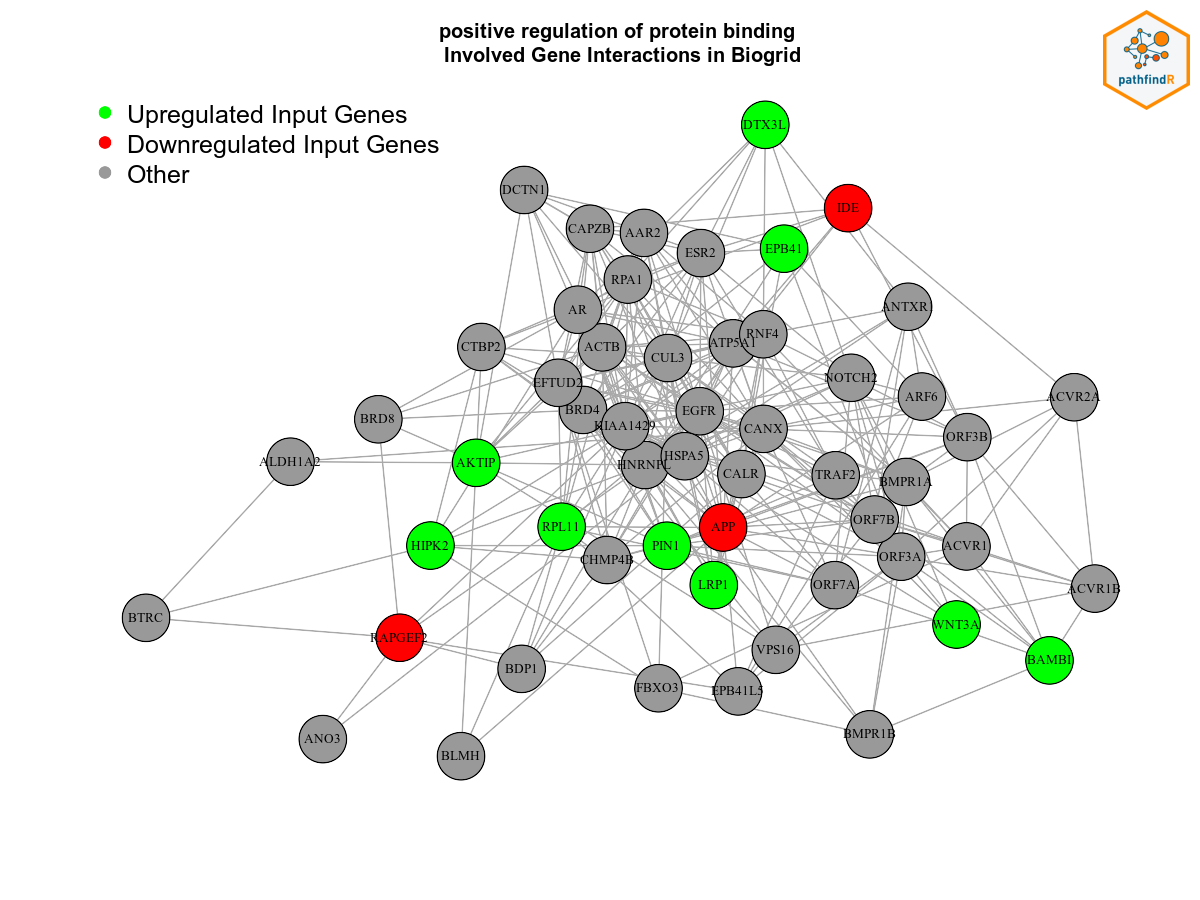 positive regulation of protein binding
Involved Gene Interactions in Biogrid
pathfindR
Upregulated Input Genes
Downregulated Input Genes
Other
DTX3L
DCTN1
IDE
CAPZB
AAR2
ESR2
EPB41
RPA1
AR
ANTXR
CTBP2
ACTB
CUL3
ATP5A1
RNF4
EFTUD2
NOTCH2
ARF6
ACVR2A
BRD8
BRD4
KIAA1429
EGFR
CANX
ORF3B
ALDH1A2
AKTIP
HNRNPL
HSPA5
CALR
TRAF2
BMPR1A
RPL11
APP
ORF7B
HIPK2
PIN1
CHMP4B
ORF3A
ACVR1
LRP1
ORF7A
ACVR1B
BTRC
RAPGEF2
WNT3A
VPS16
BAMBI
BDP1
FBXO3
EPB41L5
ANO3
BLMH
BMPR1B